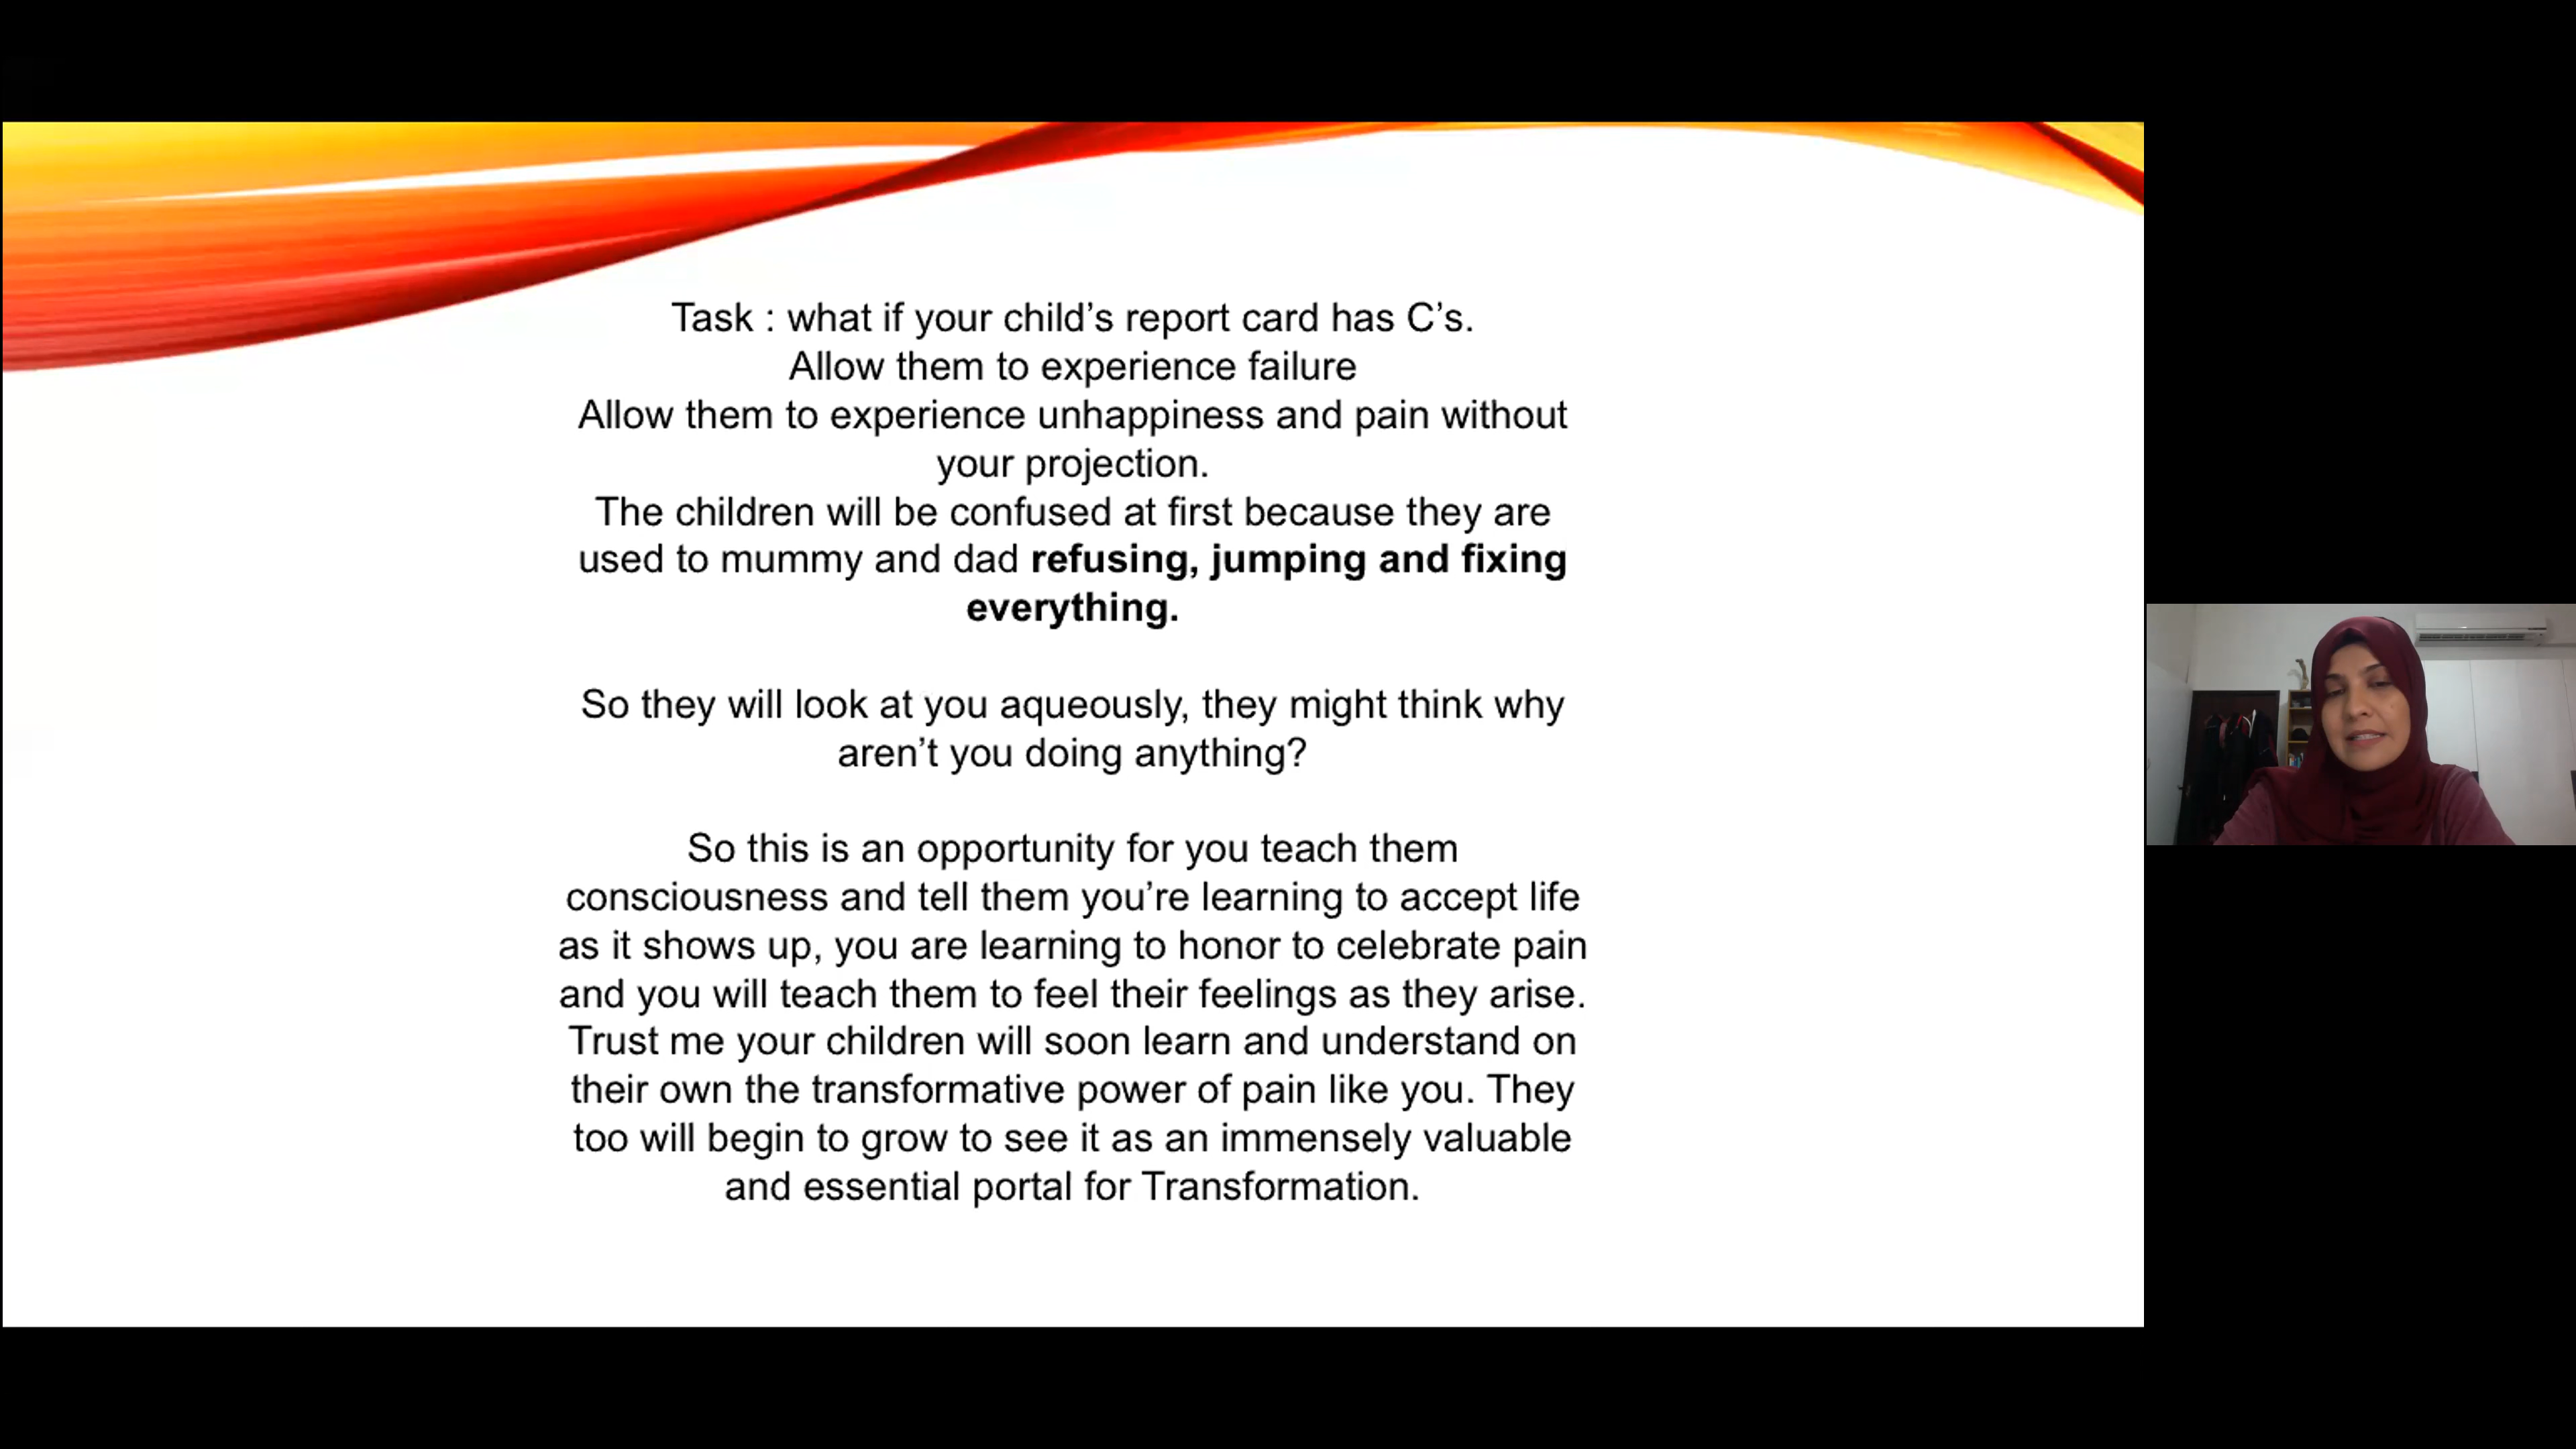 Task : what if your child’s report card has C’s.
Allow them to experience failure
Allow them to experience unhappiness and pain without
your projection.
The children will be confused at first because they are
used to mummy and dad refusing, jumping and fixing
everything.
So they will look at you aqueously, they might think why
aren’t you doing anything?
So this is an opportunity for you teach them
consciousness and tell them you’re learning to accept life
as it shows up, you are learning to honor to celebrate pain
and you will teach them to feel their feelings as they arise.
Trust me your children will soon learn and understand on
their own the transformative power of pain like you. They
too will begin to grow to see it as an immensely valuable
and essential portal for Transformation.